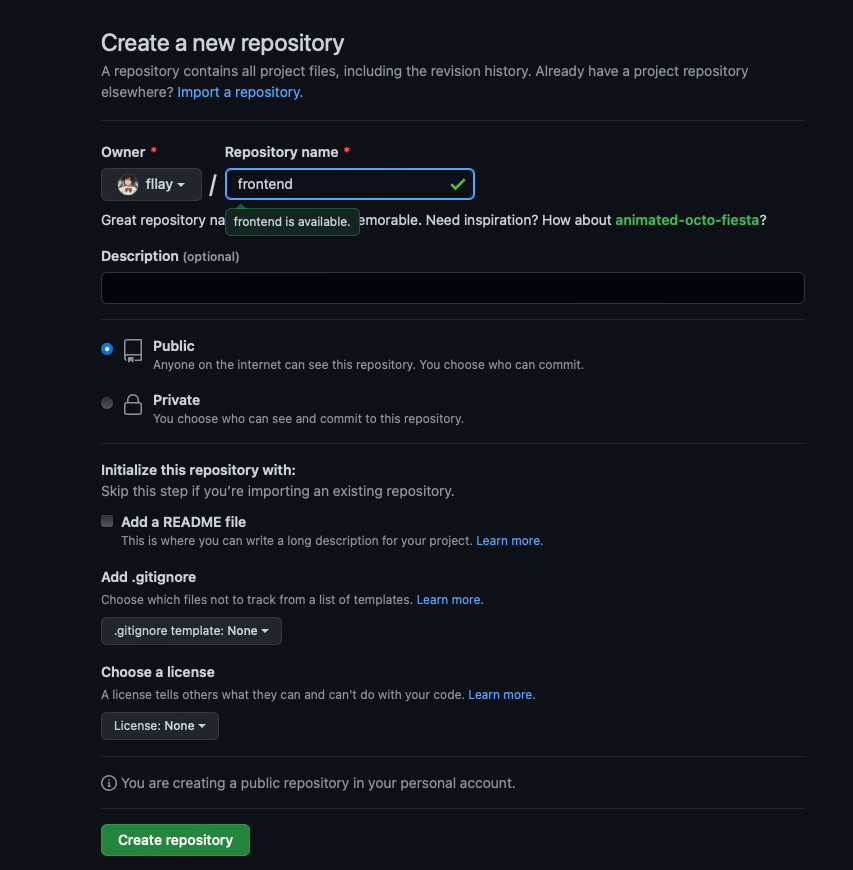 Create a new repository
A repository contains all project files, including the revision history. Already have a project repository
elsewhere? Import a repository.
Owner * Repository name *
fllay / frontend
Great repository na
frontend is available.
emorable. Need inspiration? How about animated-octo-fiesta?
Description (optional)
Public
Anyone on the internet can see this repository. You choose who can commit.
Private
You choose who can see and commit to this repository.
Initialize this repository with:
Skip this step if you’re importing an existing repository.
Add a README file
This is where you can write a long description for your project. Learn more.
Add .gitignore
Choose which files not to track from a list of templates. Learn more.
.gitignore template: None
Choose a license
A license tells others what they can and can't do with your code. Learn more.
License: None
You are creating a public repository in your personal account.
Create repository